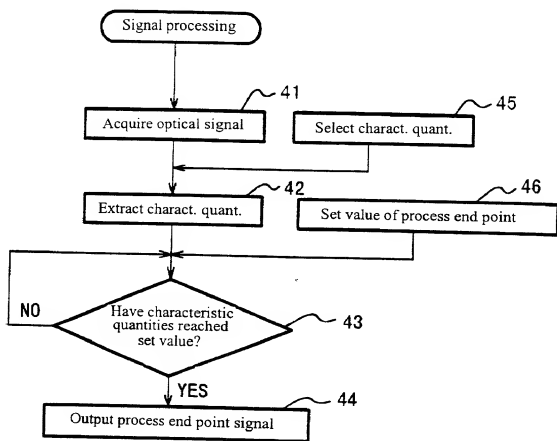 Signal processing
41
Acquire optical signal
45
Select charact. quant.
42
Extract charact. quant.
46
Set value of process end point
NO
Have characteristic
quantities reached
set value?
43
YES
44
Output process end point signal